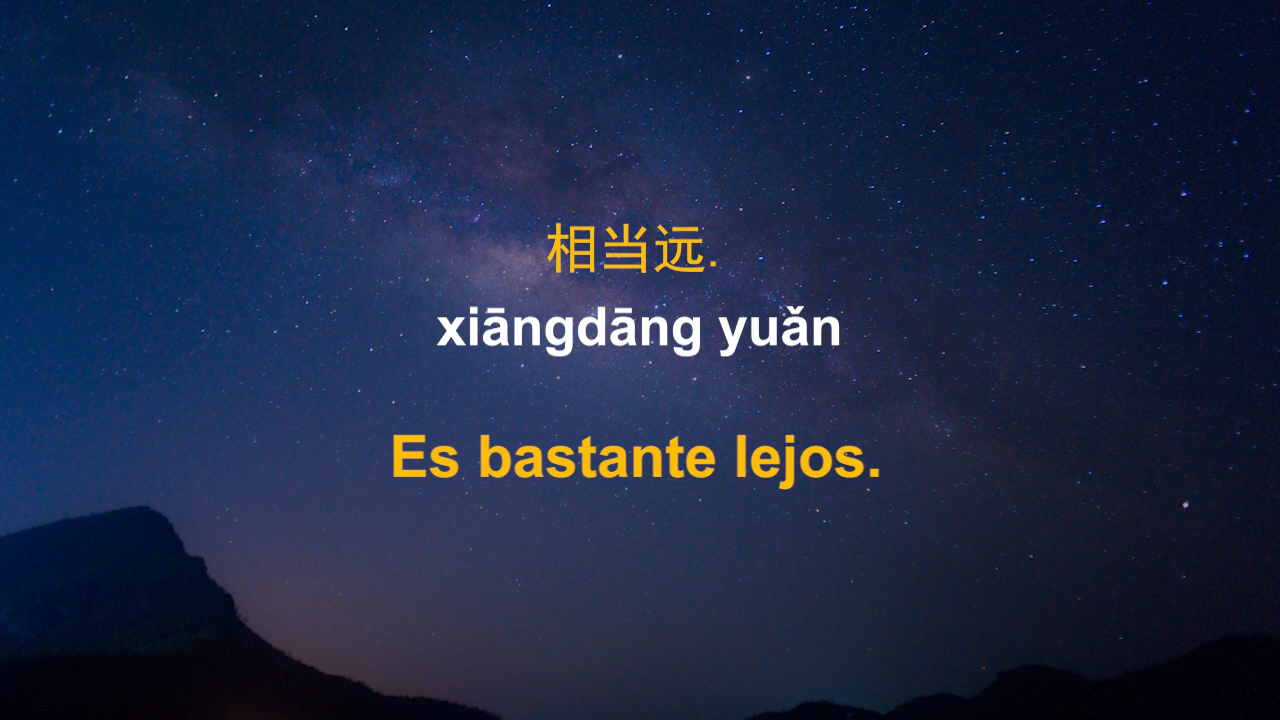 相当远.
xiāngdāng yuǎn
Es bastante lejos.